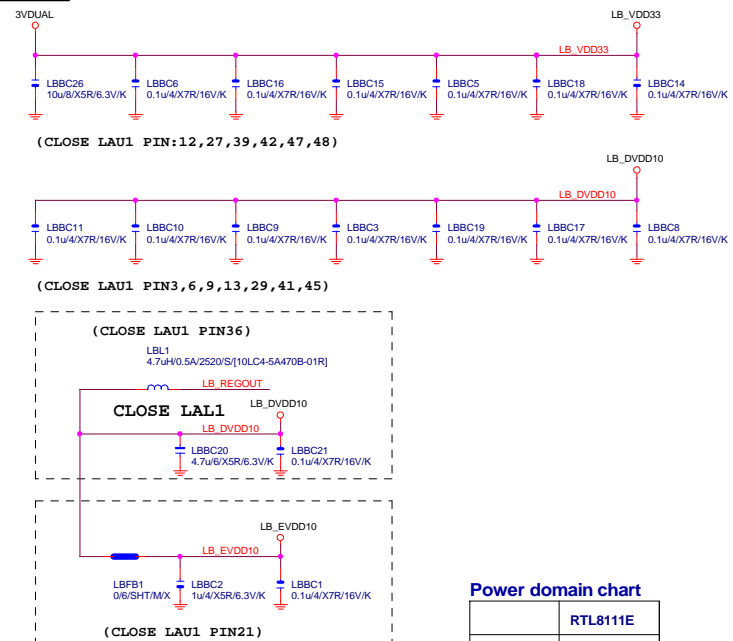 3VDUAL
LB_VDD33
LB_VDD33
LBBC26
10u/8/X5R/6.3V/K
LBBC6
0.1u/4/X7R/16V/K
LBBC16
0.1u/4/X7R/16V/K
LBBC15
0.1u/4/X7R/16V/K
LBBC5
0.1u/4/X7R/16V/K
LBBC18
0.1u/4/X7R/16V/K
LBBC14
0.1u/4/X7R/16V/K
(CLOSE LAU1 PIN:12,27,39,42,47,48)
LB_DVDD10
LB_DVDD10
LBBC11
0.1u/4/X7R/16V/K
LBBC10
0.1u/4/X7R/16V/K
LBBC9
0.1u/4/X7R/16V/K
LBBC3
0.1u/4/X7R/16V/K
LBBC19
0.1u/4/X7R/16V/K
LBBC17
0.1u/4/X7R/16V/K
LBBC8
0.1u/4/X7R/16V/K
(CLOSE LAU1 PIN3,6,9,13,29,41,45)
(CLOSE LAU1 PIN36)
LBL1
4.7uH/0.5A/2520/S/[10LC4-5A470B-01R]
LB_REGOUT
CLOSE LAL1
LB_DVDD10
LB_DVDD10
LBBC20
4.7u/6/X5R/6.3V/K
LBBC21
0.1u/4/X7R/16V/K
LB_EVDD10
LB_EVDD10
LBFB1
0/6/SHT/M/X
LBBC2
1u/4/X5R/6.3V/K
LBBC1
0.1u/4/X7R/16V/K
(CLOSE LAU1 PIN21)
Power domain chart
RTL8111E